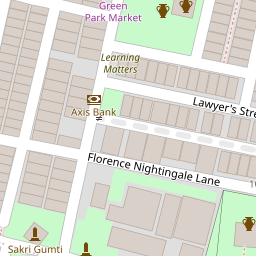 Green
Park Market
Learning
Matters
Lawyer's Stre
Axis Bank
Florence Nightingale Lane
Sakri Gumti